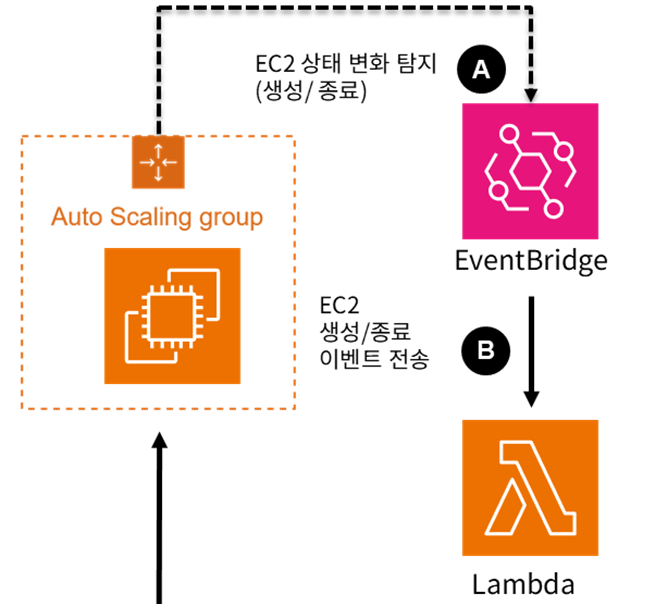 EC2 상태 변화 탐지
(생성/ 종료)
A
Auto Scaling group
EventBridge
EC2
생성/종료
이벤트 전송
B
Lambda